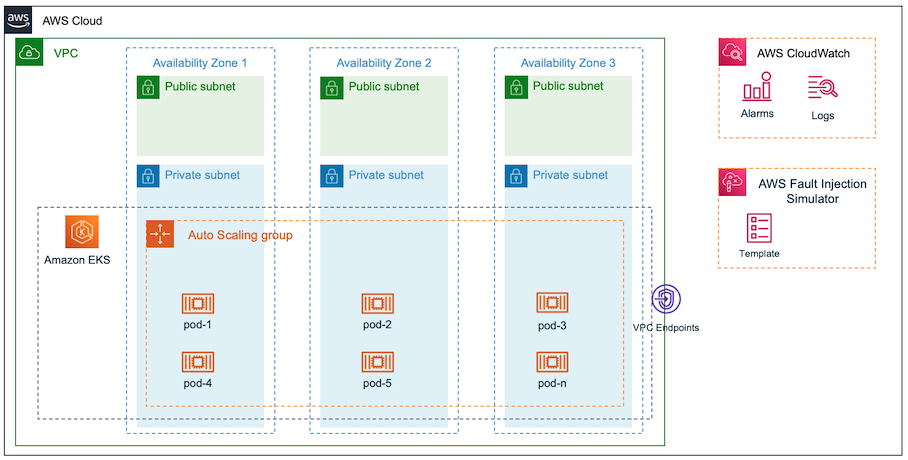 aws
AWS Cloud
VPC
Availability Zone 1
Availability Zone 2
Availability Zone 3
Public subnet
Public subnet
Public subnet
Private subnet
Private subnet
Private subnet
Amazon EKS
Auto Scaling group
pod-1
pod-2
pod-3
pod-4
pod-5
pod-n
VPC Endpoints
AWS CloudWatch
Alarms
Logs
AWS Fault Injection
Simulator
Template